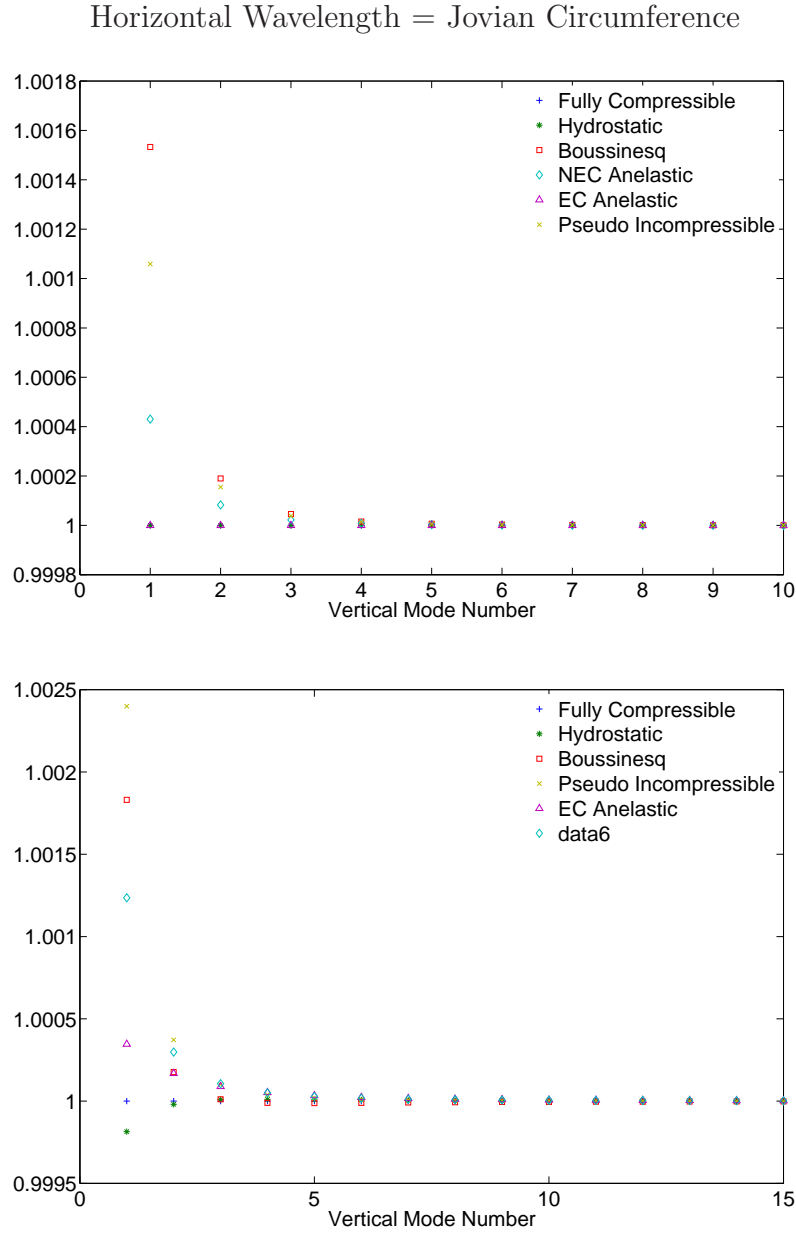 Horizontal Wavelength = Jovian Circumference
1.0018
1.0016
1.0014
1.0012
1.001
1.0008
1.0006
1.0004
1.0002
1
0.9998
Fully Compressible
Hydrostatic
Boussinesq
NEC Anelastic
EC Anelastic
Pseudo Incompressible
0 1 2 3 4 5 6 7 8 9 10
Vertical Mode Number
1.0025
1.002
1.0015
1.001
1.0005
1
0.9995
Fully Compressible
Hydrostatic
Boussinesq
Pseudo Incompressible
EC Anelastic
data6
0 5 10 15
Vertical Mode Number